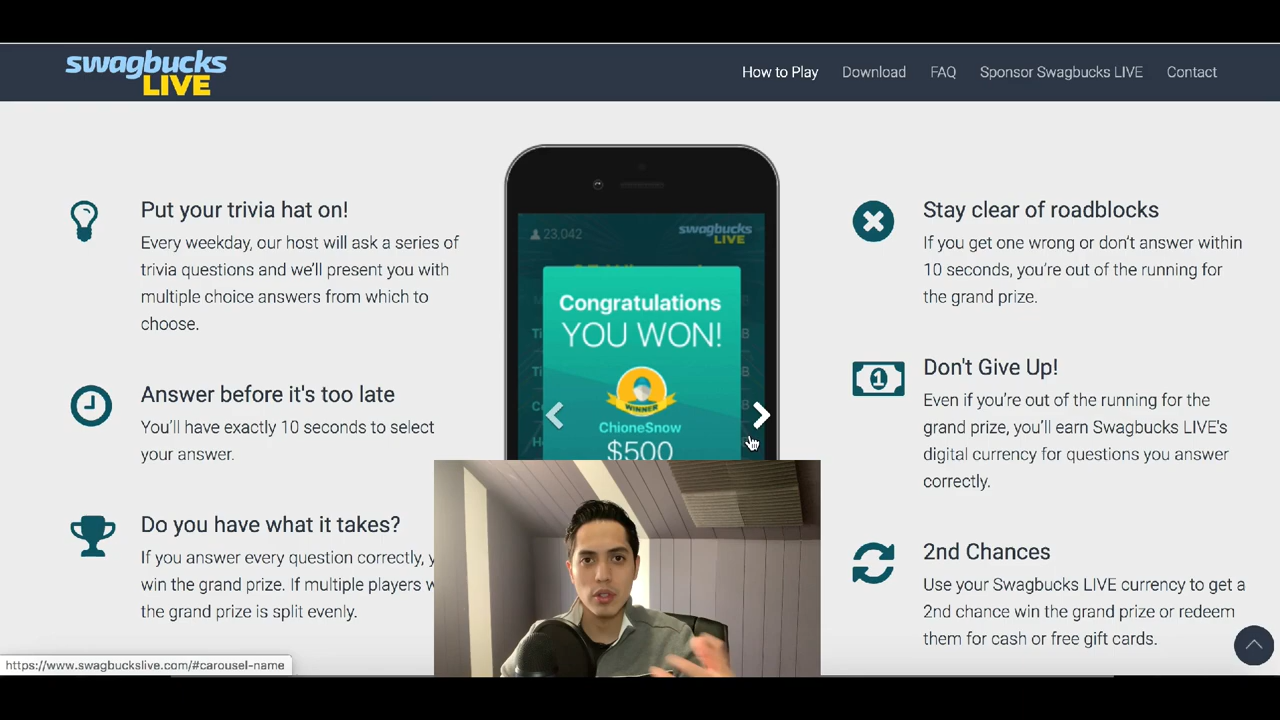 swagbucks
LIVE
How to Play
Download
FAQ
Sponsor Swagbucks LIVE
Contact
Put your trivia hat on!
Every weekday, our host will ask a series of
trivia questions and we'll present you with
multiple choice answers from which to
choose.
Answer before it's too late
You'll have exactly 10 seconds to select
your answer.
Do you have what it takes?
If you answer every question correctly,
win the grand prize. If multiple players
the grand prize is split evenly.
23,042
swagbucks
LIVE
Congratulations
YOU WON!
WINNER
ChioneSnow
$500
Stay clear of roadblocks
If you get one wrong or don't answer within
10 seconds, you're out of the running for
the grand prize.
1
Don't Give Up!
Even if you're out of the running for the
grand prize, you'll earn Swagbucks LIVE's
digital currency for questions you answer
correctly.
2nd Chances
Use your Swagbucks LIVE currency to get a
2nd chance win the grand prize or redeem
them for cash or free gift cards.
https://www.swagbuckslive.com/#carousel-name